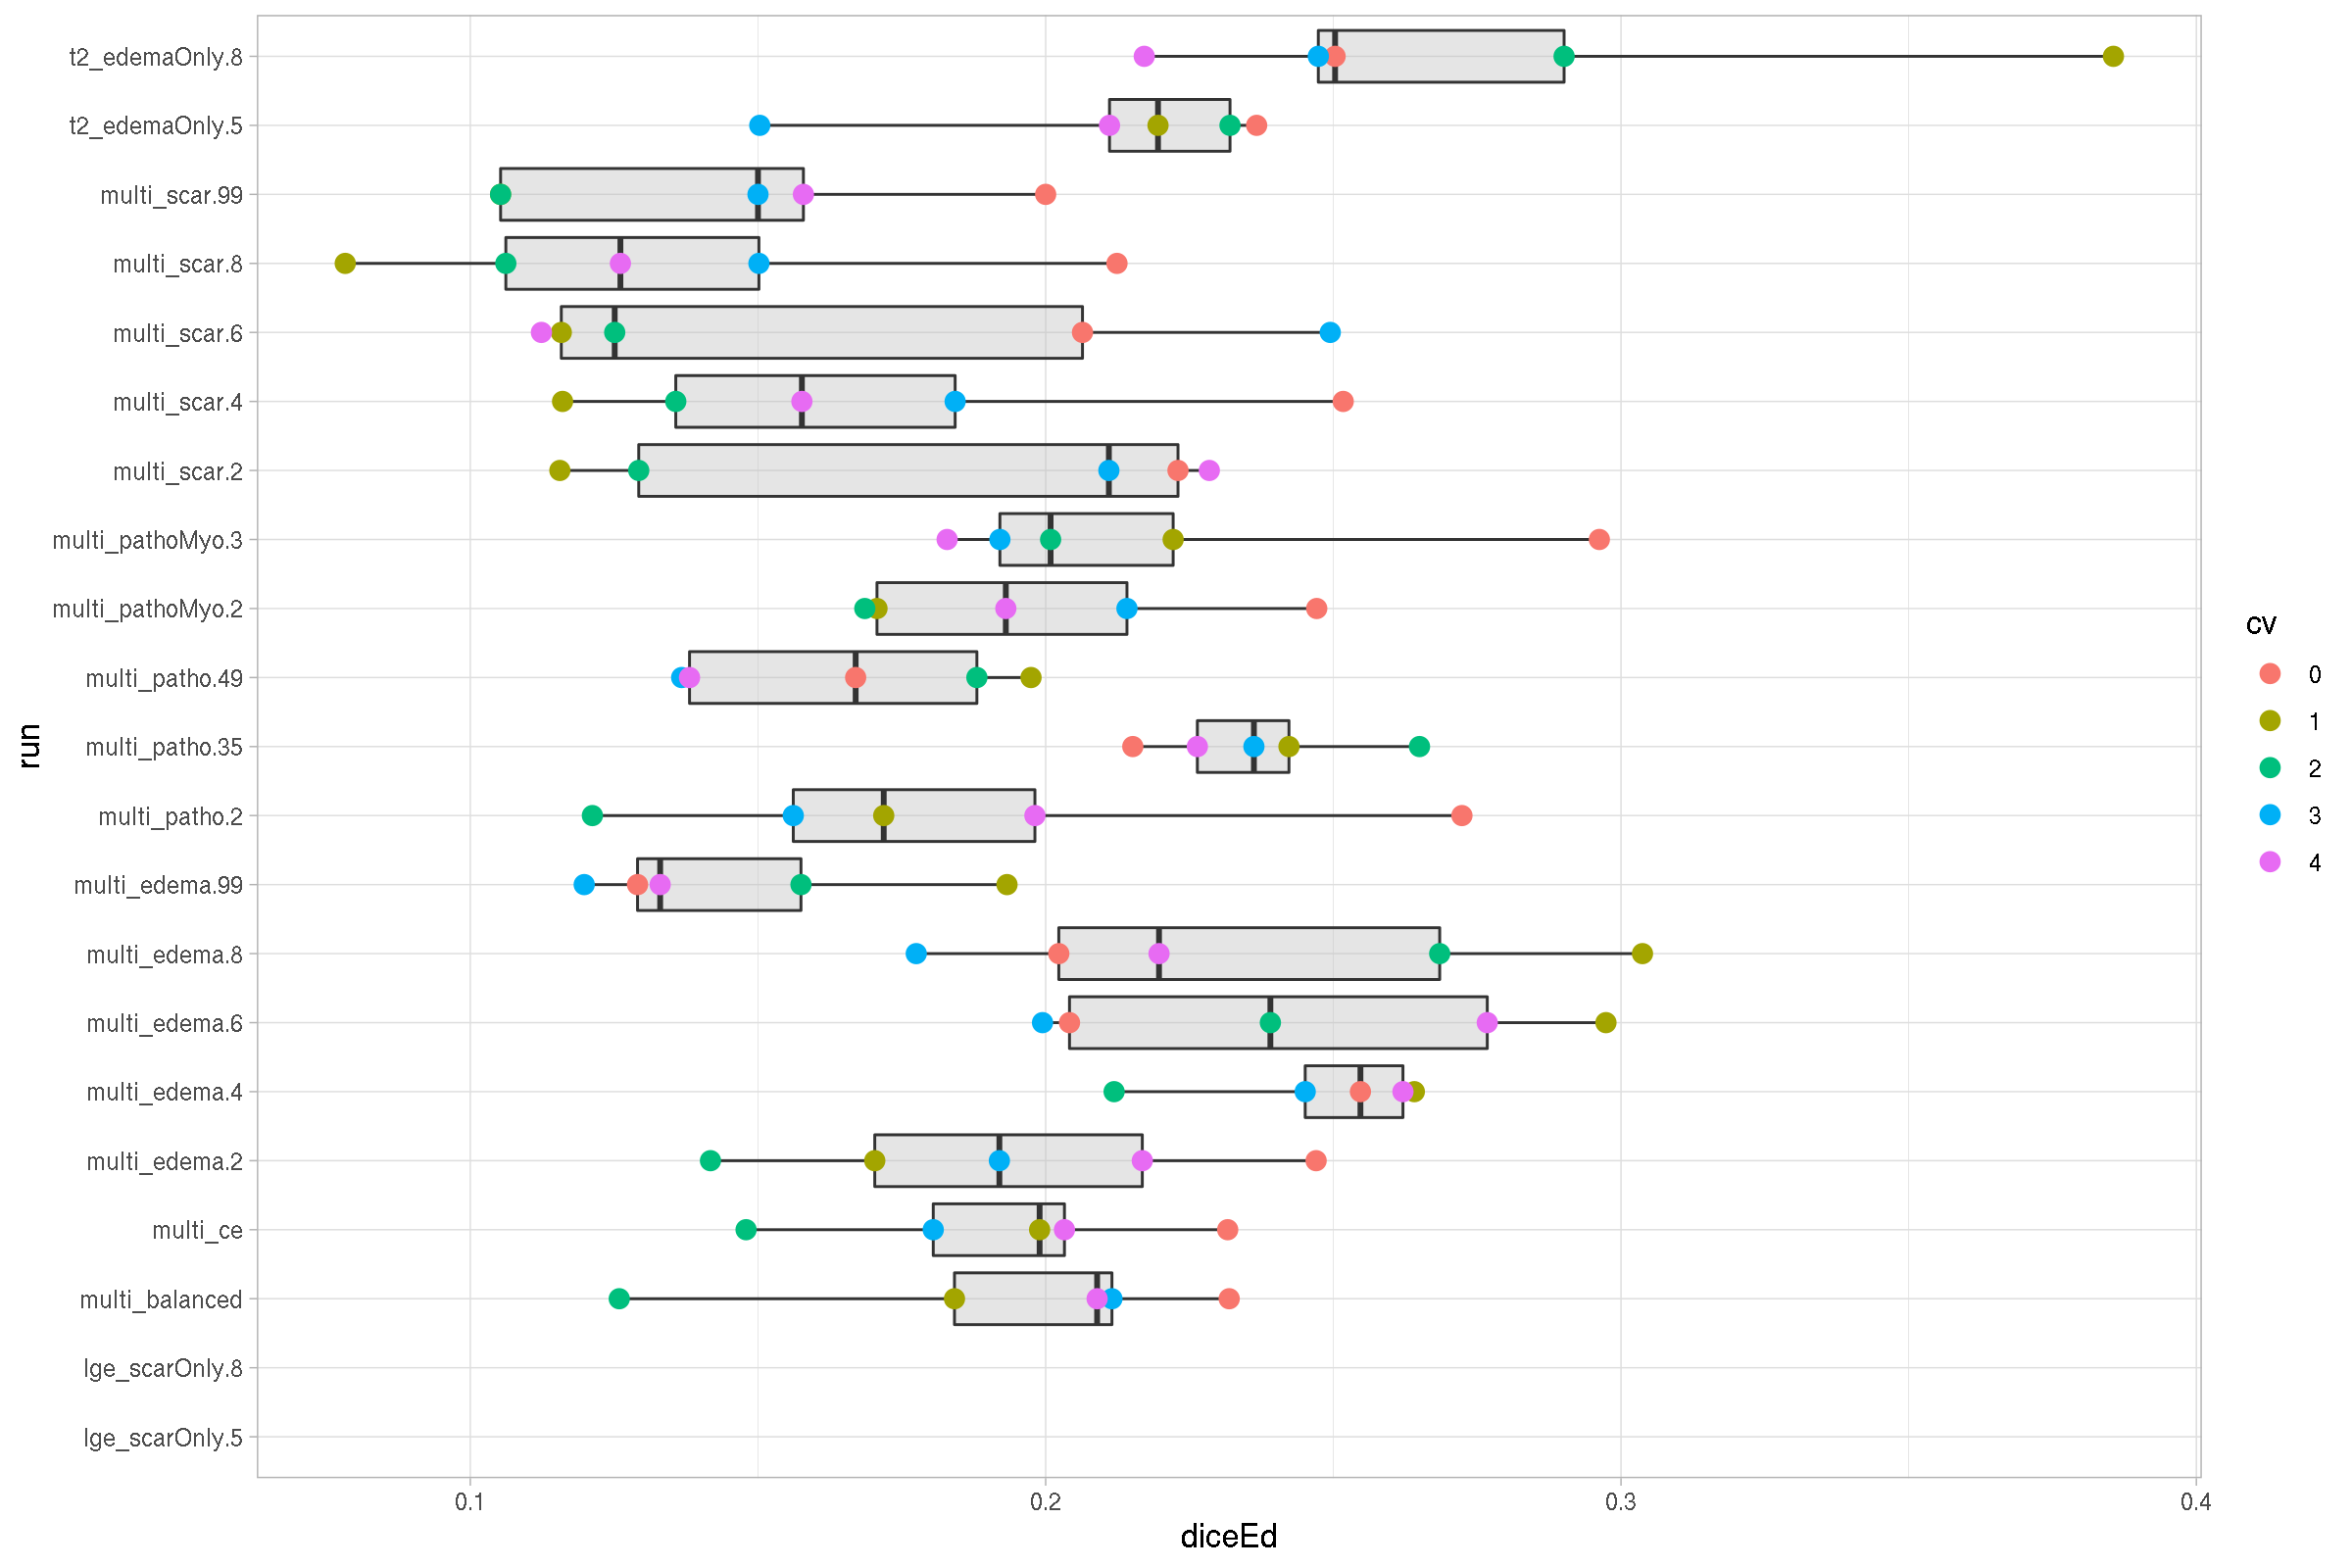 t2_edemaOnly.8
t2_edemaOnly.5
multi_scar.99
multi_scar.8
multi_scar.6
multi_scar.4
multi_scar.2
multi_pathoMyo.3
multi_pathoMyo.2
multi_patho.49
multi_patho.35
multi_patho.2
multi_edema.99
multi_edema.8
multi_edema.6
multi_edema.4
multi_edema.2
multi_ce
multi_balanced
lge_scarOnly.8
lge_scarOnly.5
run
0.1 0.2 0.3 0.4
diceEd
cv
0
1
2
3
4